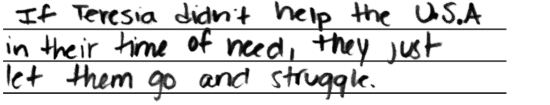 If Teresia didn't help the U.S.A
in their time of need, they just
let them go and struggle.